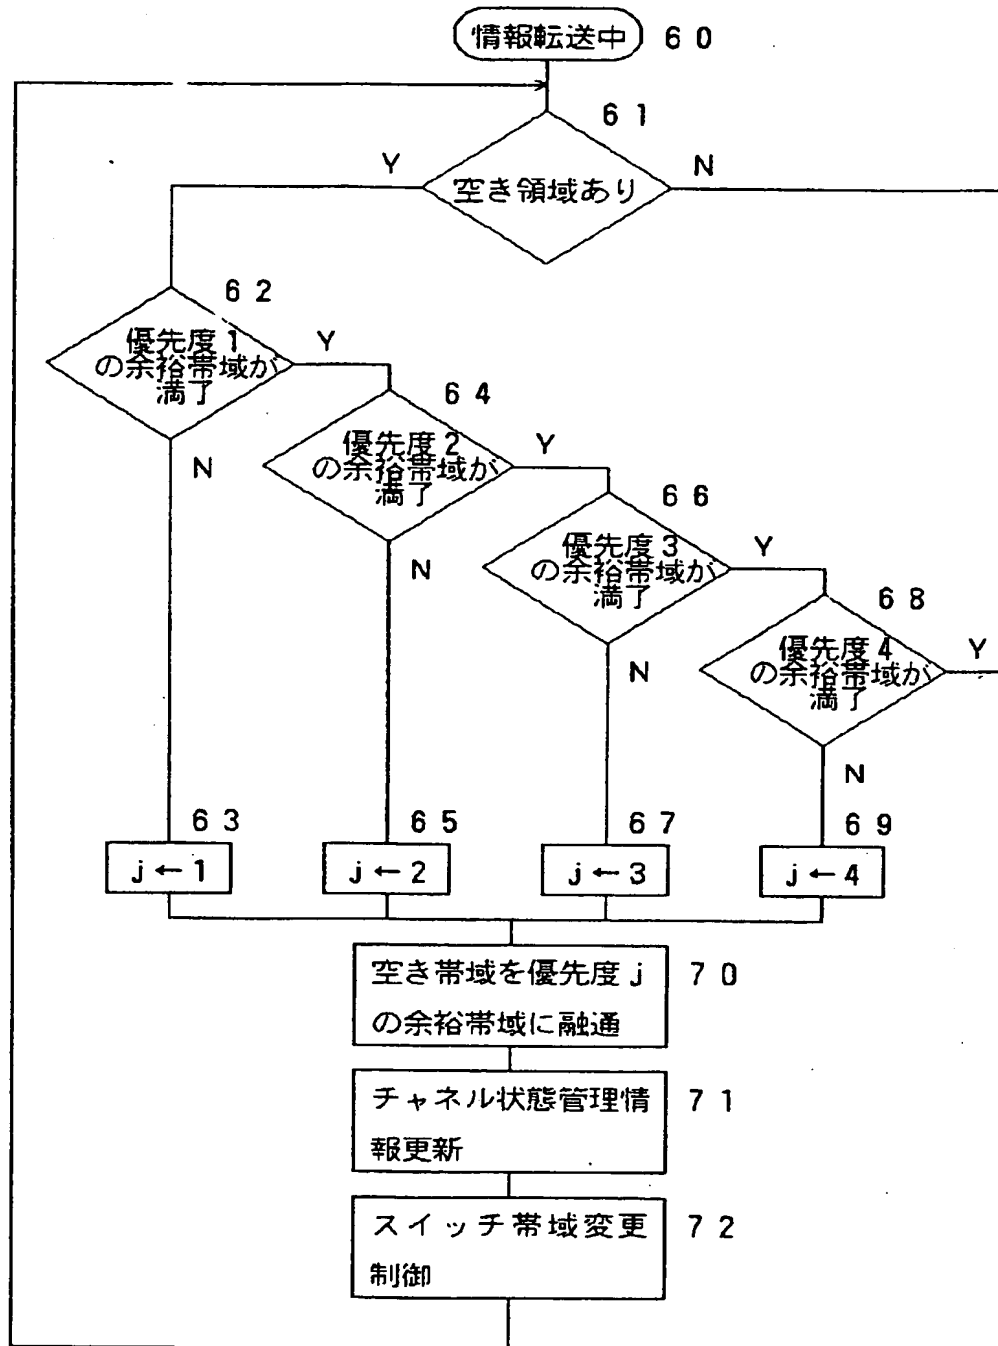 情報転送中 60
61
Y N
空き領域あり
62
優先度1
の余裕帯域が
満了
Y
N
64
優先度2
の余裕帯域が
満了
Y
N
66
優先度3
の余裕帯域が
満了
Y
N
68
優先度4
の余裕帯域が
満了
Y
N
63
j←1
65
j←2
67
j←3
69
j←4
空き帯域を優先度j
の余裕帯域に融通
70
チャネル状態管理情
報更新
71
スイッチ帯域変更
制御
72